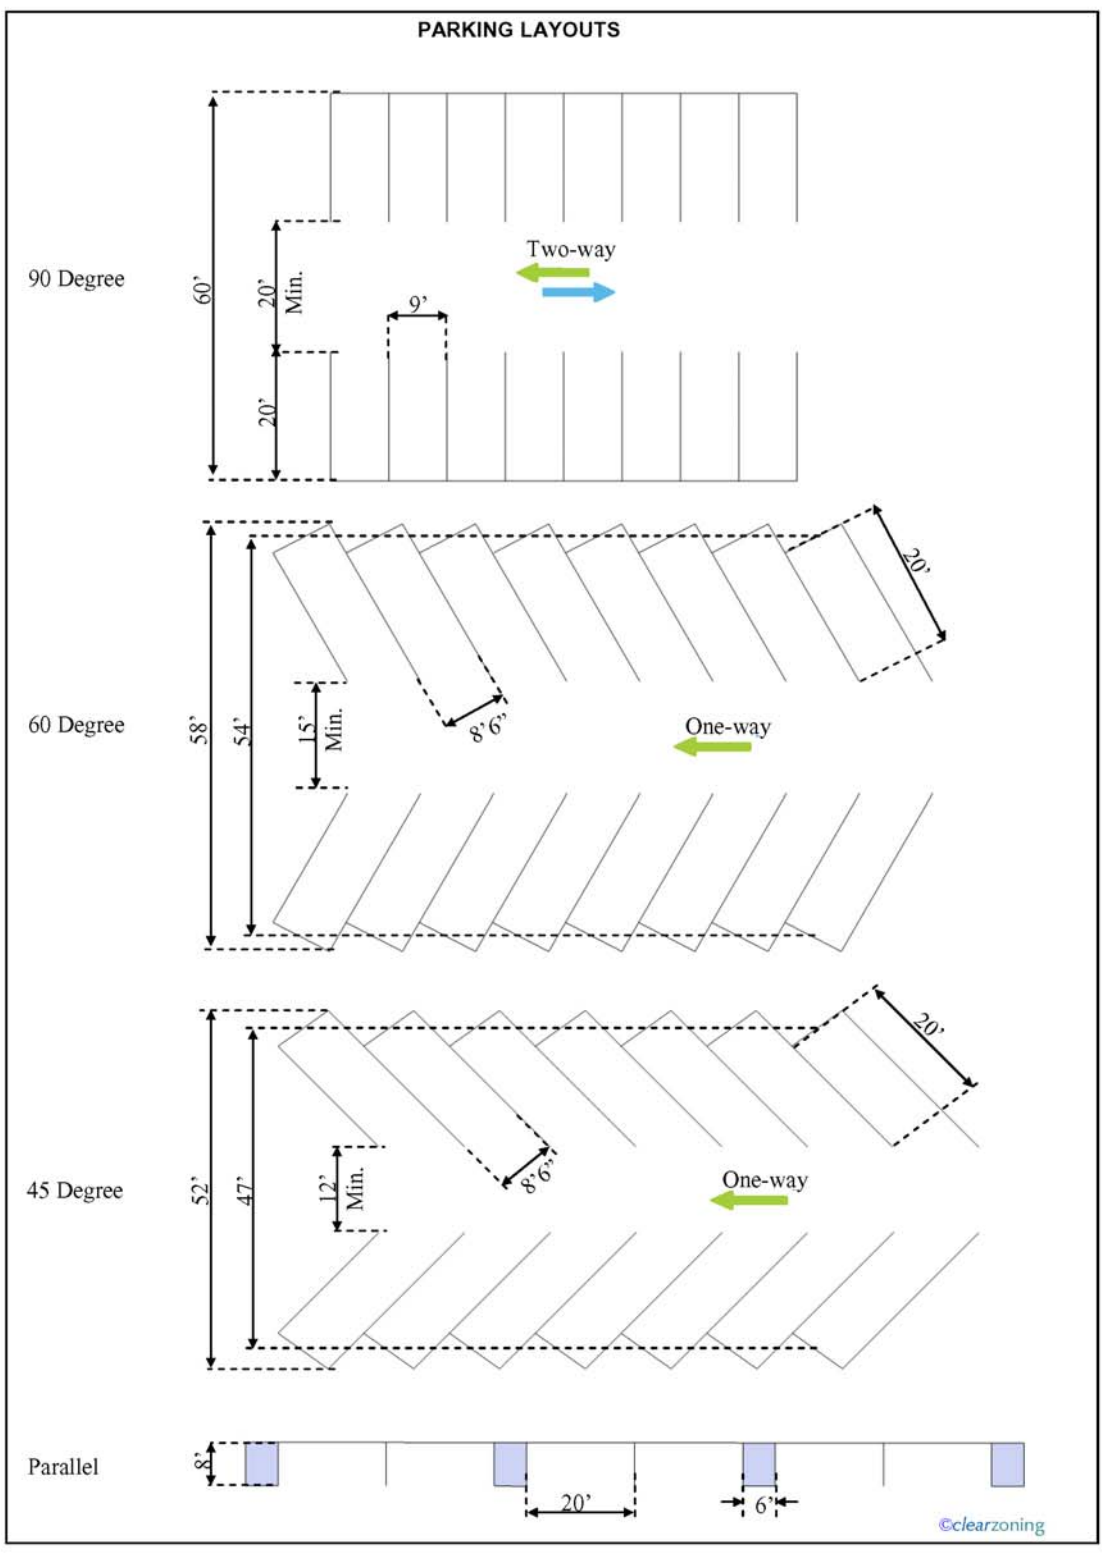 PARKING LAYOUTS
90 Degree
60’
20’
Min.
20’
9’
Two-way
60 Degree
58’
54’
15’
Min.
8’6”
One-way
20’
45 Degree
52’
47’
12’
Min.
8’6”
One-way
20’
Parallel
8’
20’
6’
©clearzoning